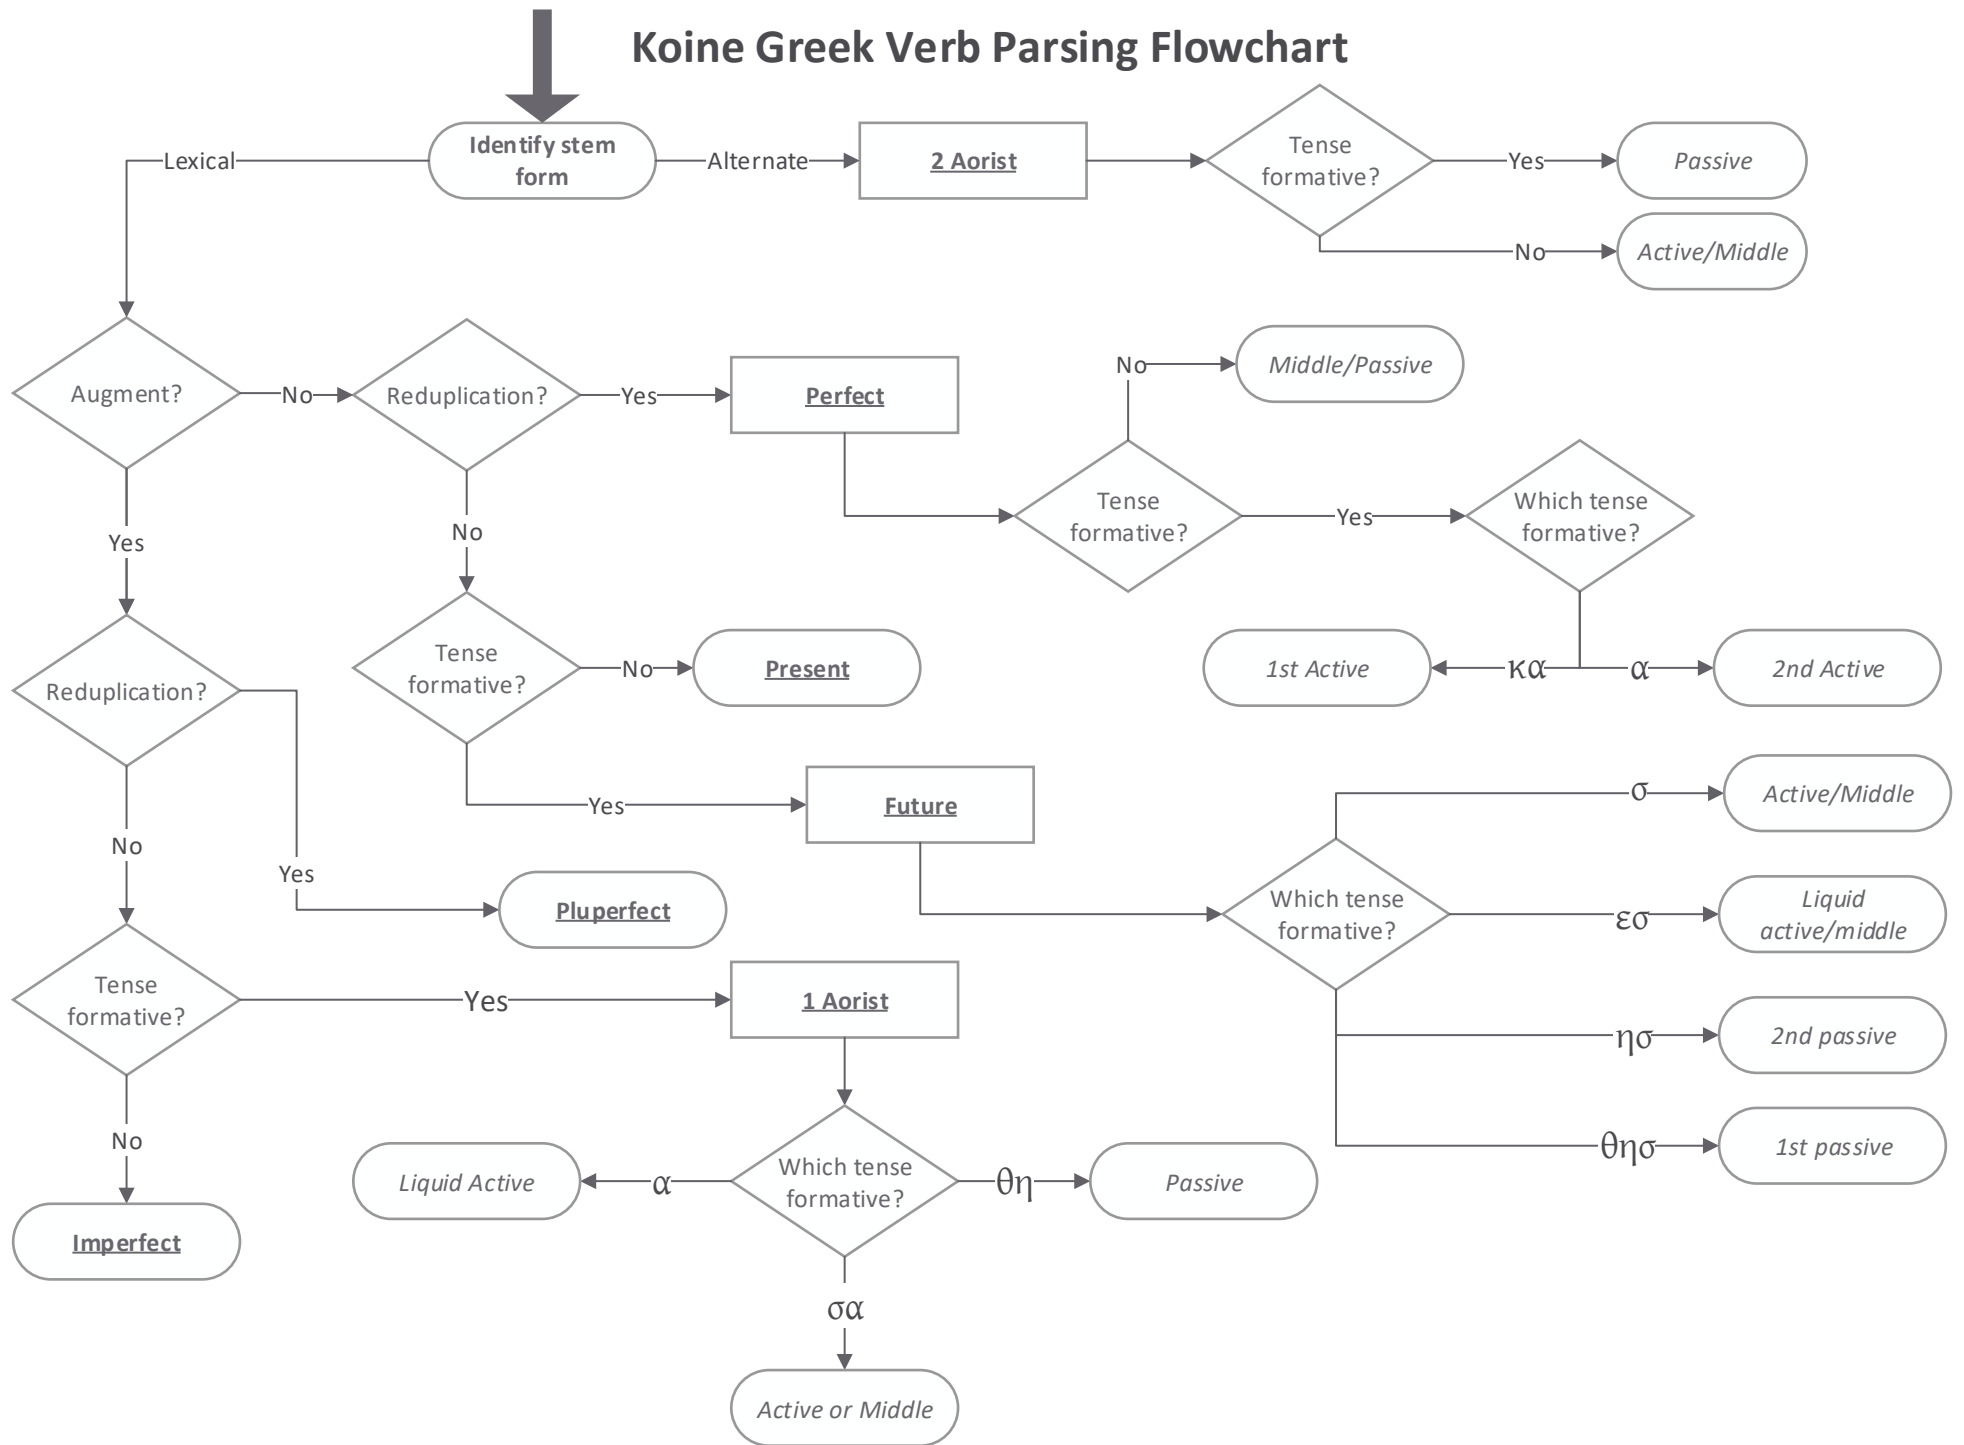 Koine Greek Verb Parsing Flowchart
Identify stem
form
Lexical
Alternate
2 Aorist
Tense
formative?
Yes
Passive
No
Active/Middle
Augment?
No
Reduplication?
Yes
Perfect
No
Middle/Passive
Tense
formative?
Yes
Which tense
formative?
κα
1st Active
α
2nd Active
No
Tense
formative?
No
Present
Yes
Future
Which tense
formative?
σ
Active/Middle
εσ
Liquid
active/middle
ησ
2nd passive
θησ
1st passive
Yes
Reduplication?
Yes
Pluperfect
No
Tense
formative?
Yes
1 Aorist
Which tense
formative?
α
Liquid Active
θη
Passive
σα
Active or Middle
No
Imperfect